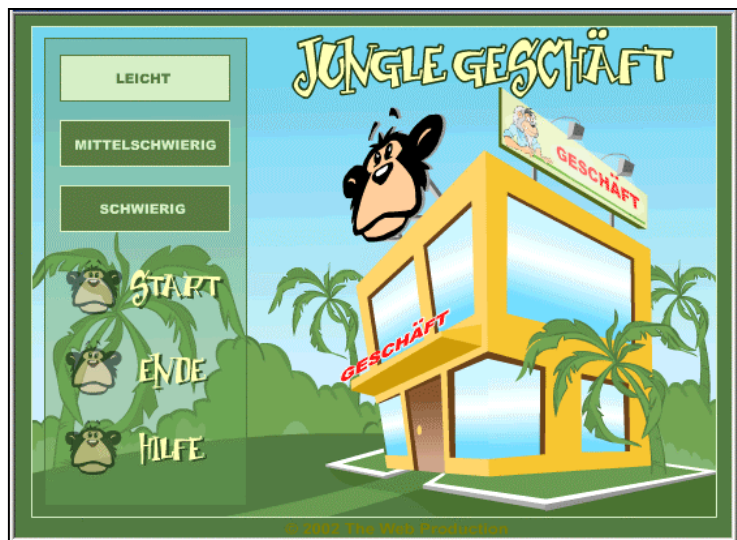 JUNGLE GESCHÄFT
LEICHT
MITTELSCHWIERIG
SCHWIERIG
START
ENDE
HILFE
GESCHÄFT
GESCHÄFT
© 2002 The Web Production